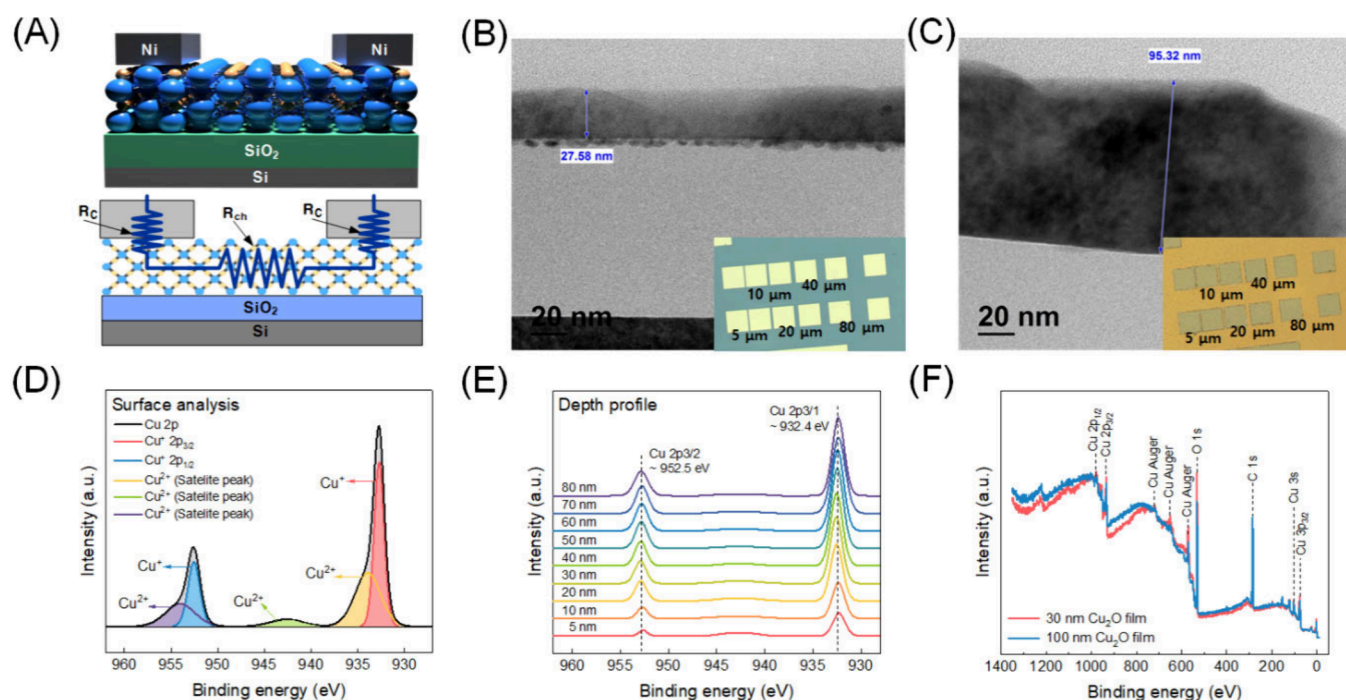 (A)
Ni
Ni
SiO2
Si
RC
Rch
RC
SiO2
Si
(B)
27.58 nm
20 nm
10 μm
40 μm
5 μm
20 μm
80 μm
(C)
95.32 nm
20 nm
10 μm
40 μm
5 μm
20 μm
80 μm
(D)
Surface analysis
Cu 2p
Cu⁺ 2p3/2
Cu⁺ 2p1/2
Cu²⁺ (Satelite peak)
Cu²⁺ (Satelite peak)
Cu²⁺ (Satelite peak)
Cu⁺
Cu⁺
Cu²⁺
Cu²⁺
Cu²⁺
Intensity (a.u.)
960 955 950 945 940 935 930
Binding energy (eV)
(E)
Depth profile
Cu 2p3/1
~ 932.4 eV
Cu 2p3/2
~ 952.5 eV
80 nm
70 nm
60 nm
50 nm
40 nm
30 nm
20 nm
10 nm
5 nm
Intensity (a.u.)
960 955 950 945 940 935 930
Binding energy (eV)
(F)
Cu 2p1/2
Cu 2p3/2
Cu Auger
Cu Auger
Cu Auger
O 1s
C 1s
Cu 3s
Cu 3p3/2
30 nm Cu2O film
100 nm Cu2O film
Intensity (a.u.)
1400 1200 1000 800 600 400 200 0
Binding energy (eV)